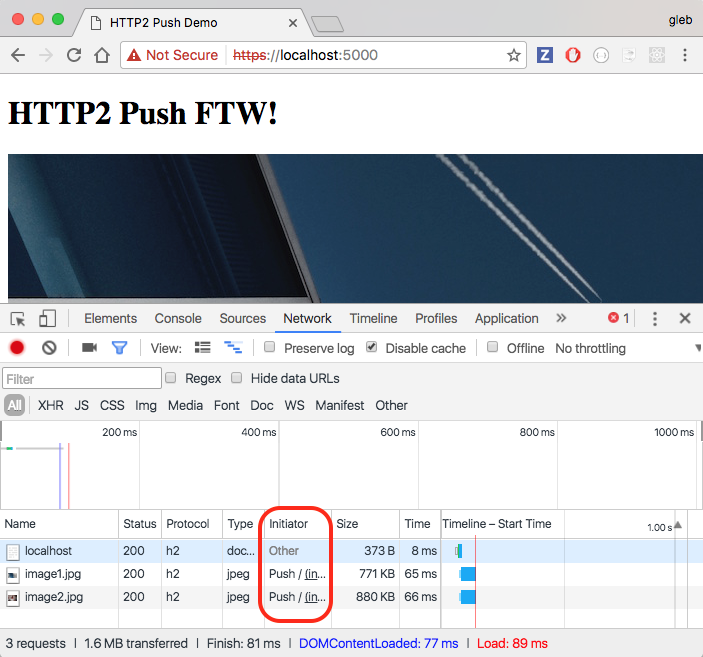 HTTP2 Push Demo
gleb
Not Secure https://localhost:5000
HTTP2 Push FTW!
Elements Console Sources Network Timeline Profiles Application 1
View: Preserve log Disable cache Offline No throttling
Filter Regex Hide data URLs
All XHR JS CSS Img Media Font Doc WS Manifest Other
200 ms 400 ms 600 ms 800 ms 1000 ms
Name Status Protocol Type Initiator Size Time Timeline – Start Time 1.00 s
localhost 200 h2 doc... Other 373 B 8 ms
image1.jpg 200 h2 jpeg Push / (in... 771 KB 65 ms
image2.jpg 200 h2 jpeg Push / (in... 880 KB 66 ms
3 requests | 1.6 MB transferred | Finish: 81 ms | DOMContentLoaded: 77 ms | Load: 89 ms